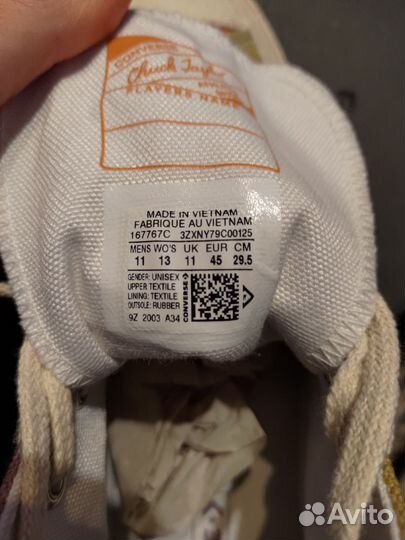 CONVERSE
Chuck Taylor
PLAYERS NAME
MADE IN VIETNAM
FABRIQUE AU VIETNAM
167767C 3ZXNY79C00125
MENS WO'S UK EUR CM
11 13 11 45 29.5
GENDER: UNISEX
UPPER TEXTILE
LINING: TEXTILE
OUTSOLE: RUBBER
9Z 2003 A34
CONVERSE
Avito